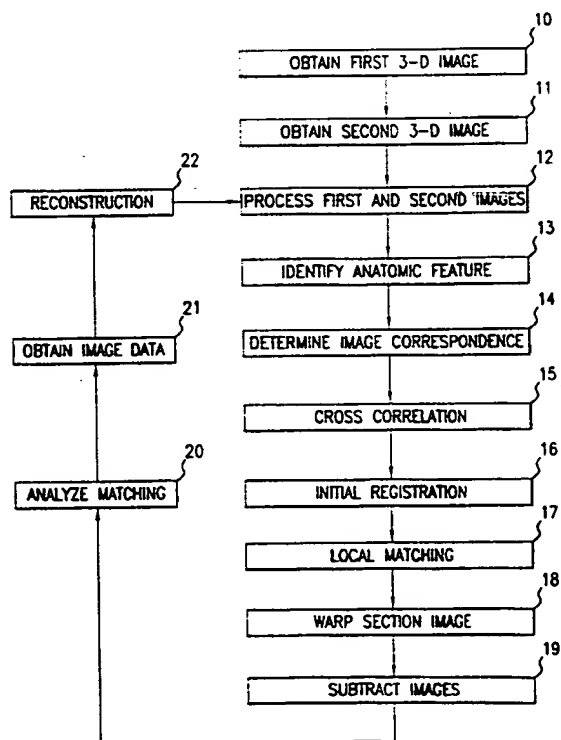 10
OBTAIN FIRST 3-D IMAGE
11
OBTAIN SECOND 3-D IMAGE
22
RECONSTRUCTION
12
PROCESS FIRST AND SECOND IMAGES
13
IDENTIFY ANATOMIC FEATURE
21
OBTAIN IMAGE DATA
14
DETERMINE IMAGE CORRESPONDENCE
15
CROSS CORRELATION
20
ANALYZE MATCHING
16
INITIAL REGISTRATION
17
LOCAL MATCHING
18
WARP SECTION IMAGE
19
SUBTRACT IMAGES